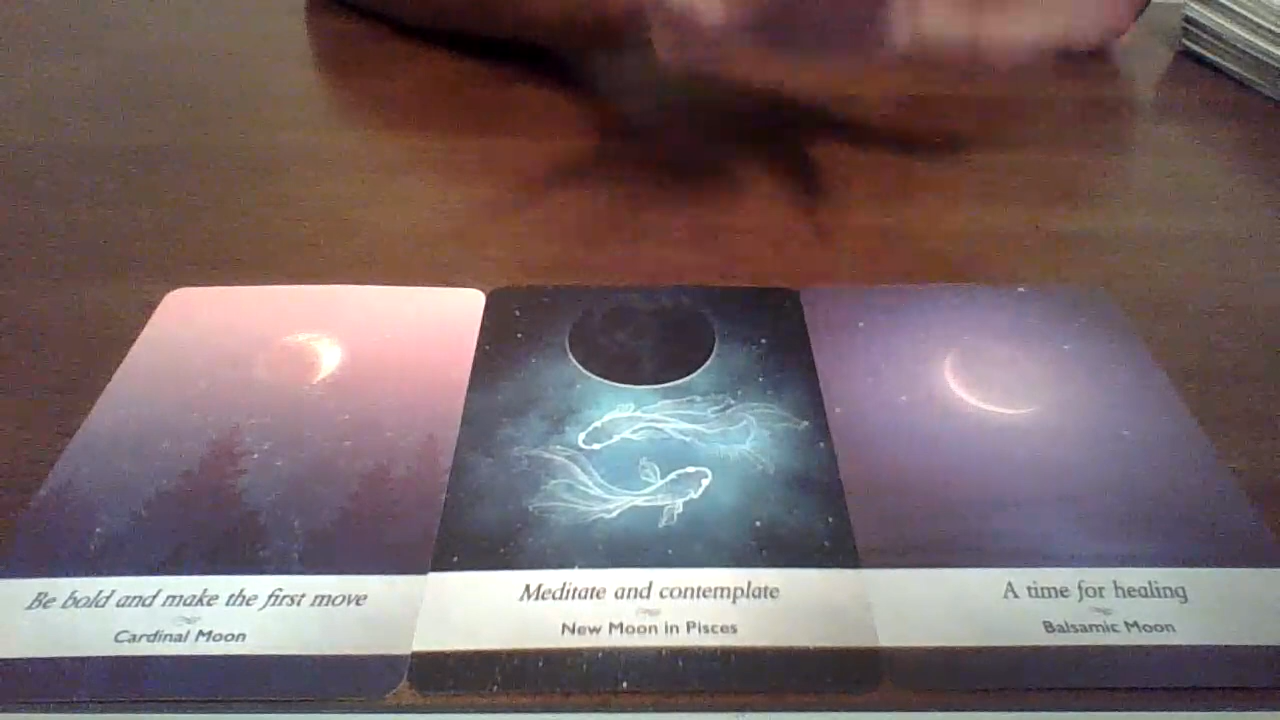 Be bold and make the first move
Cardinal Moon
Meditate and contemplate
New Moon in Pisces
A time for healing
Balsamic Moon